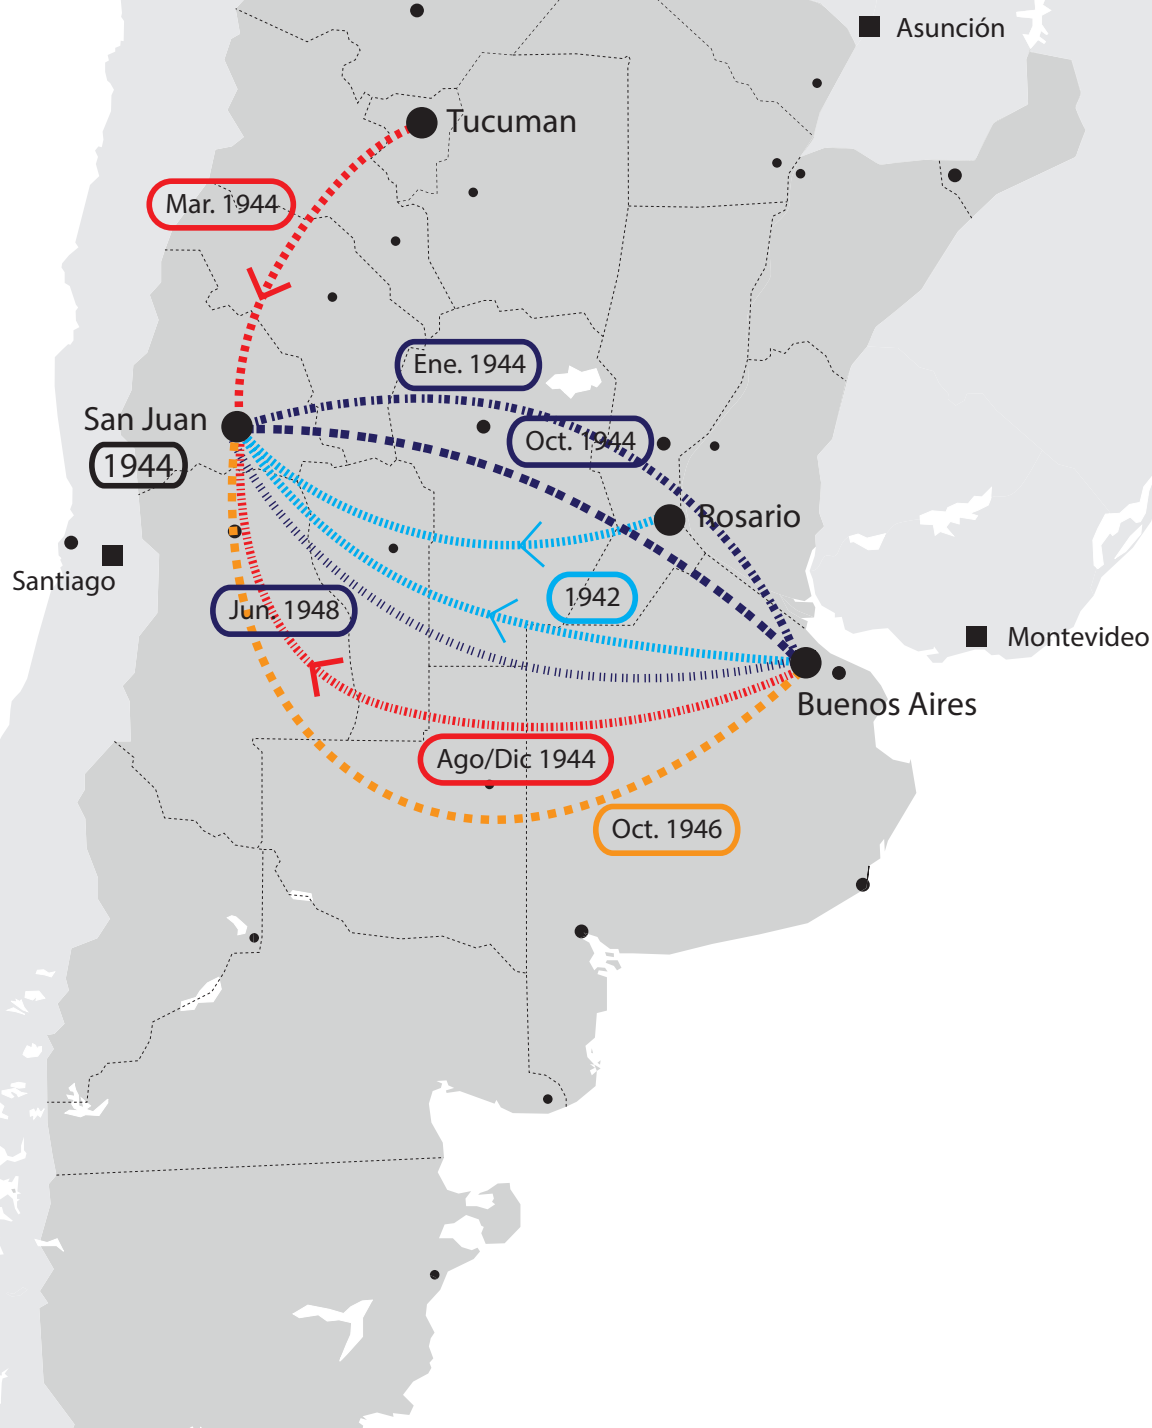 Asunción
Tucuman
Mar. 1944
Ene. 1944
San Juan
1944
Oct. 1944
Rosario
Santiago
1942
Jun. 1948
Montevideo
Buenos Aires
Ago/Dic 1944
Oct. 1946